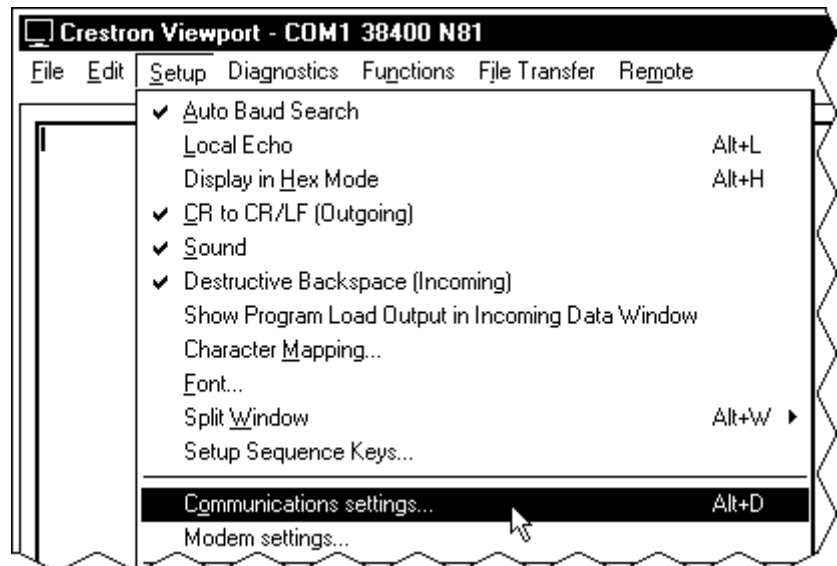 Crestron Viewport - COM1 38400 N81
File Edit Setup Diagnostics Functions File Transfer Remote
Auto Baud Search
Local Echo Alt+L
Display in Hex Mode Alt+H
CR to CR/LF (Outgoing)
Sound
Destructive Backspace (Incoming)
Show Program Load Output in Incoming Data Window
Character Mapping...
Font...
Split Window Alt+W
Setup Sequence Keys...
Communications settings... Alt+D
Modem settings...